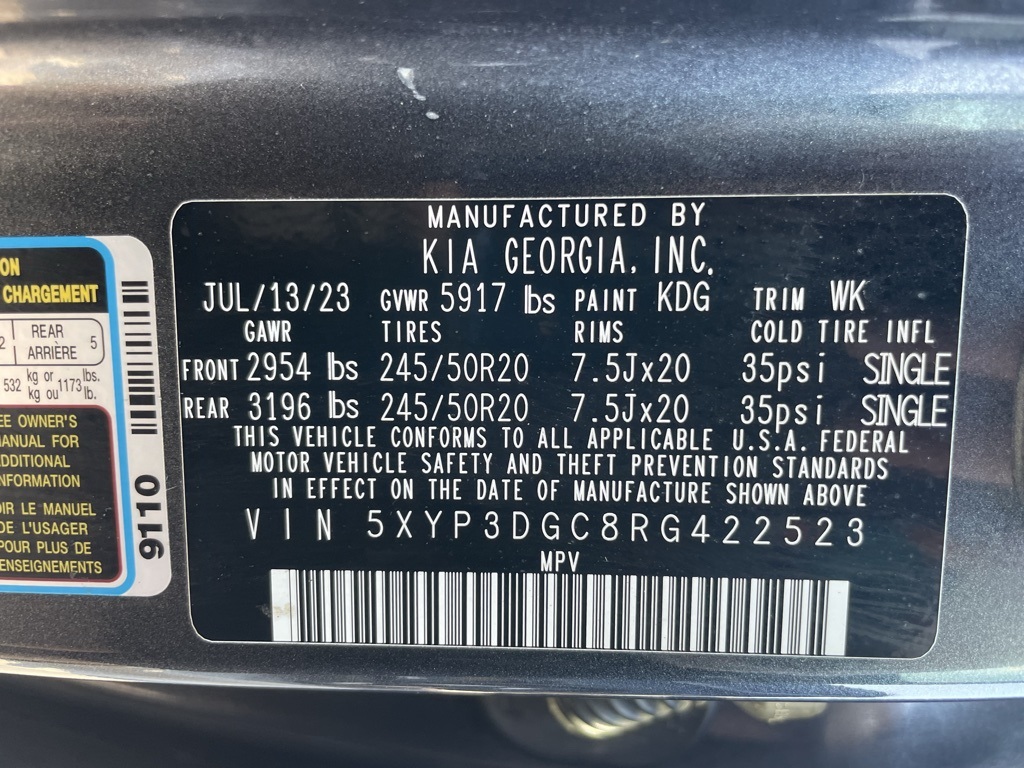 MANUFACTURED BY
KIA GEORGIA, INC.
JUL/13/23 GVWR 5917 lbs PAINT KDG TRIM WK
GAWR TIRES RIMS COLD TIRE INFL
FRONT 2954 lbs 245/50R20 7.5Jx20 35psi SINGLE
REAR 3196 lbs 245/50R20 7.5Jx20 35psi SINGLE
THIS VEHICLE CONFORMS TO ALL APPLICABLE U.S.A. FEDERAL
MOTOR VEHICLE SAFETY AND THEFT PREVENTION STANDARDS
IN EFFECT ON THE DATE OF MANUFACTURE SHOWN ABOVE
VIN 5XYP3DGC8RG422523
MPV
ON
CHARGEMENT
2 REAR
ARRIÈRE 5
532 kg or 1173 lbs.
kg ou lb.
EE OWNER'S
MANUAL FOR
ADDITIONAL
NFORMATION
OIR LE MANUEL
DE L'USAGER
POUR PLUS DE
ENSEIGNEMENTS
9110